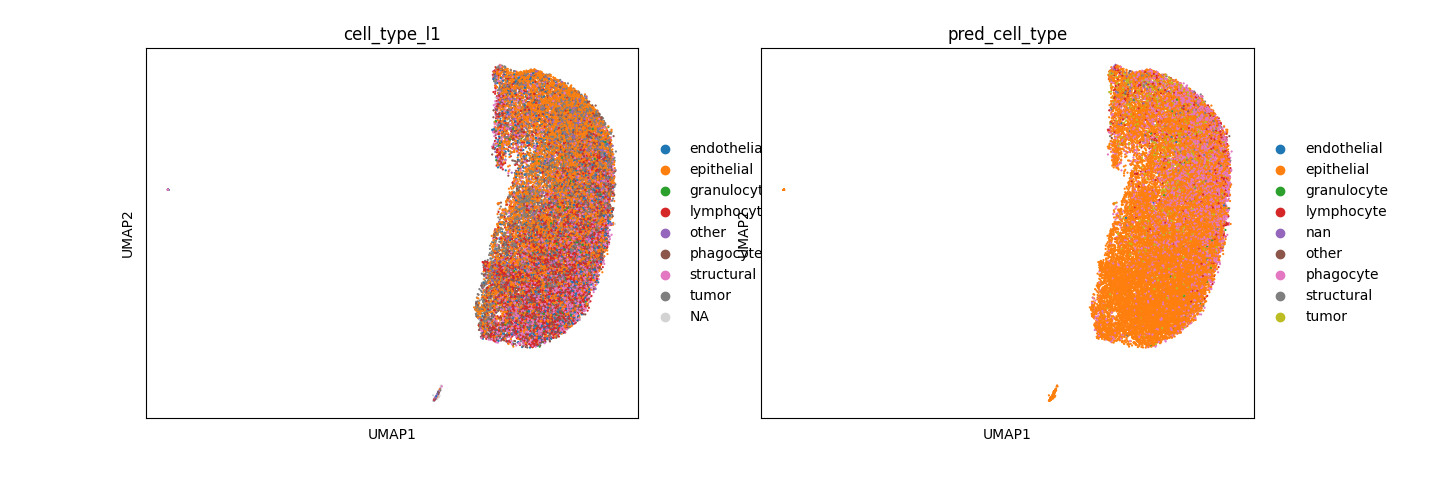 cell_type_l1
pred_cell_type
UMAP2
endothelia
epithelial
granulocyt
lymphocyt
other
phagocyte
structural
tumor
NA
UMAP2
endothelial
epithelial
granulocyte
lymphocyte
nan
other
phagocyte
structural
tumor
UMAP1
UMAP1